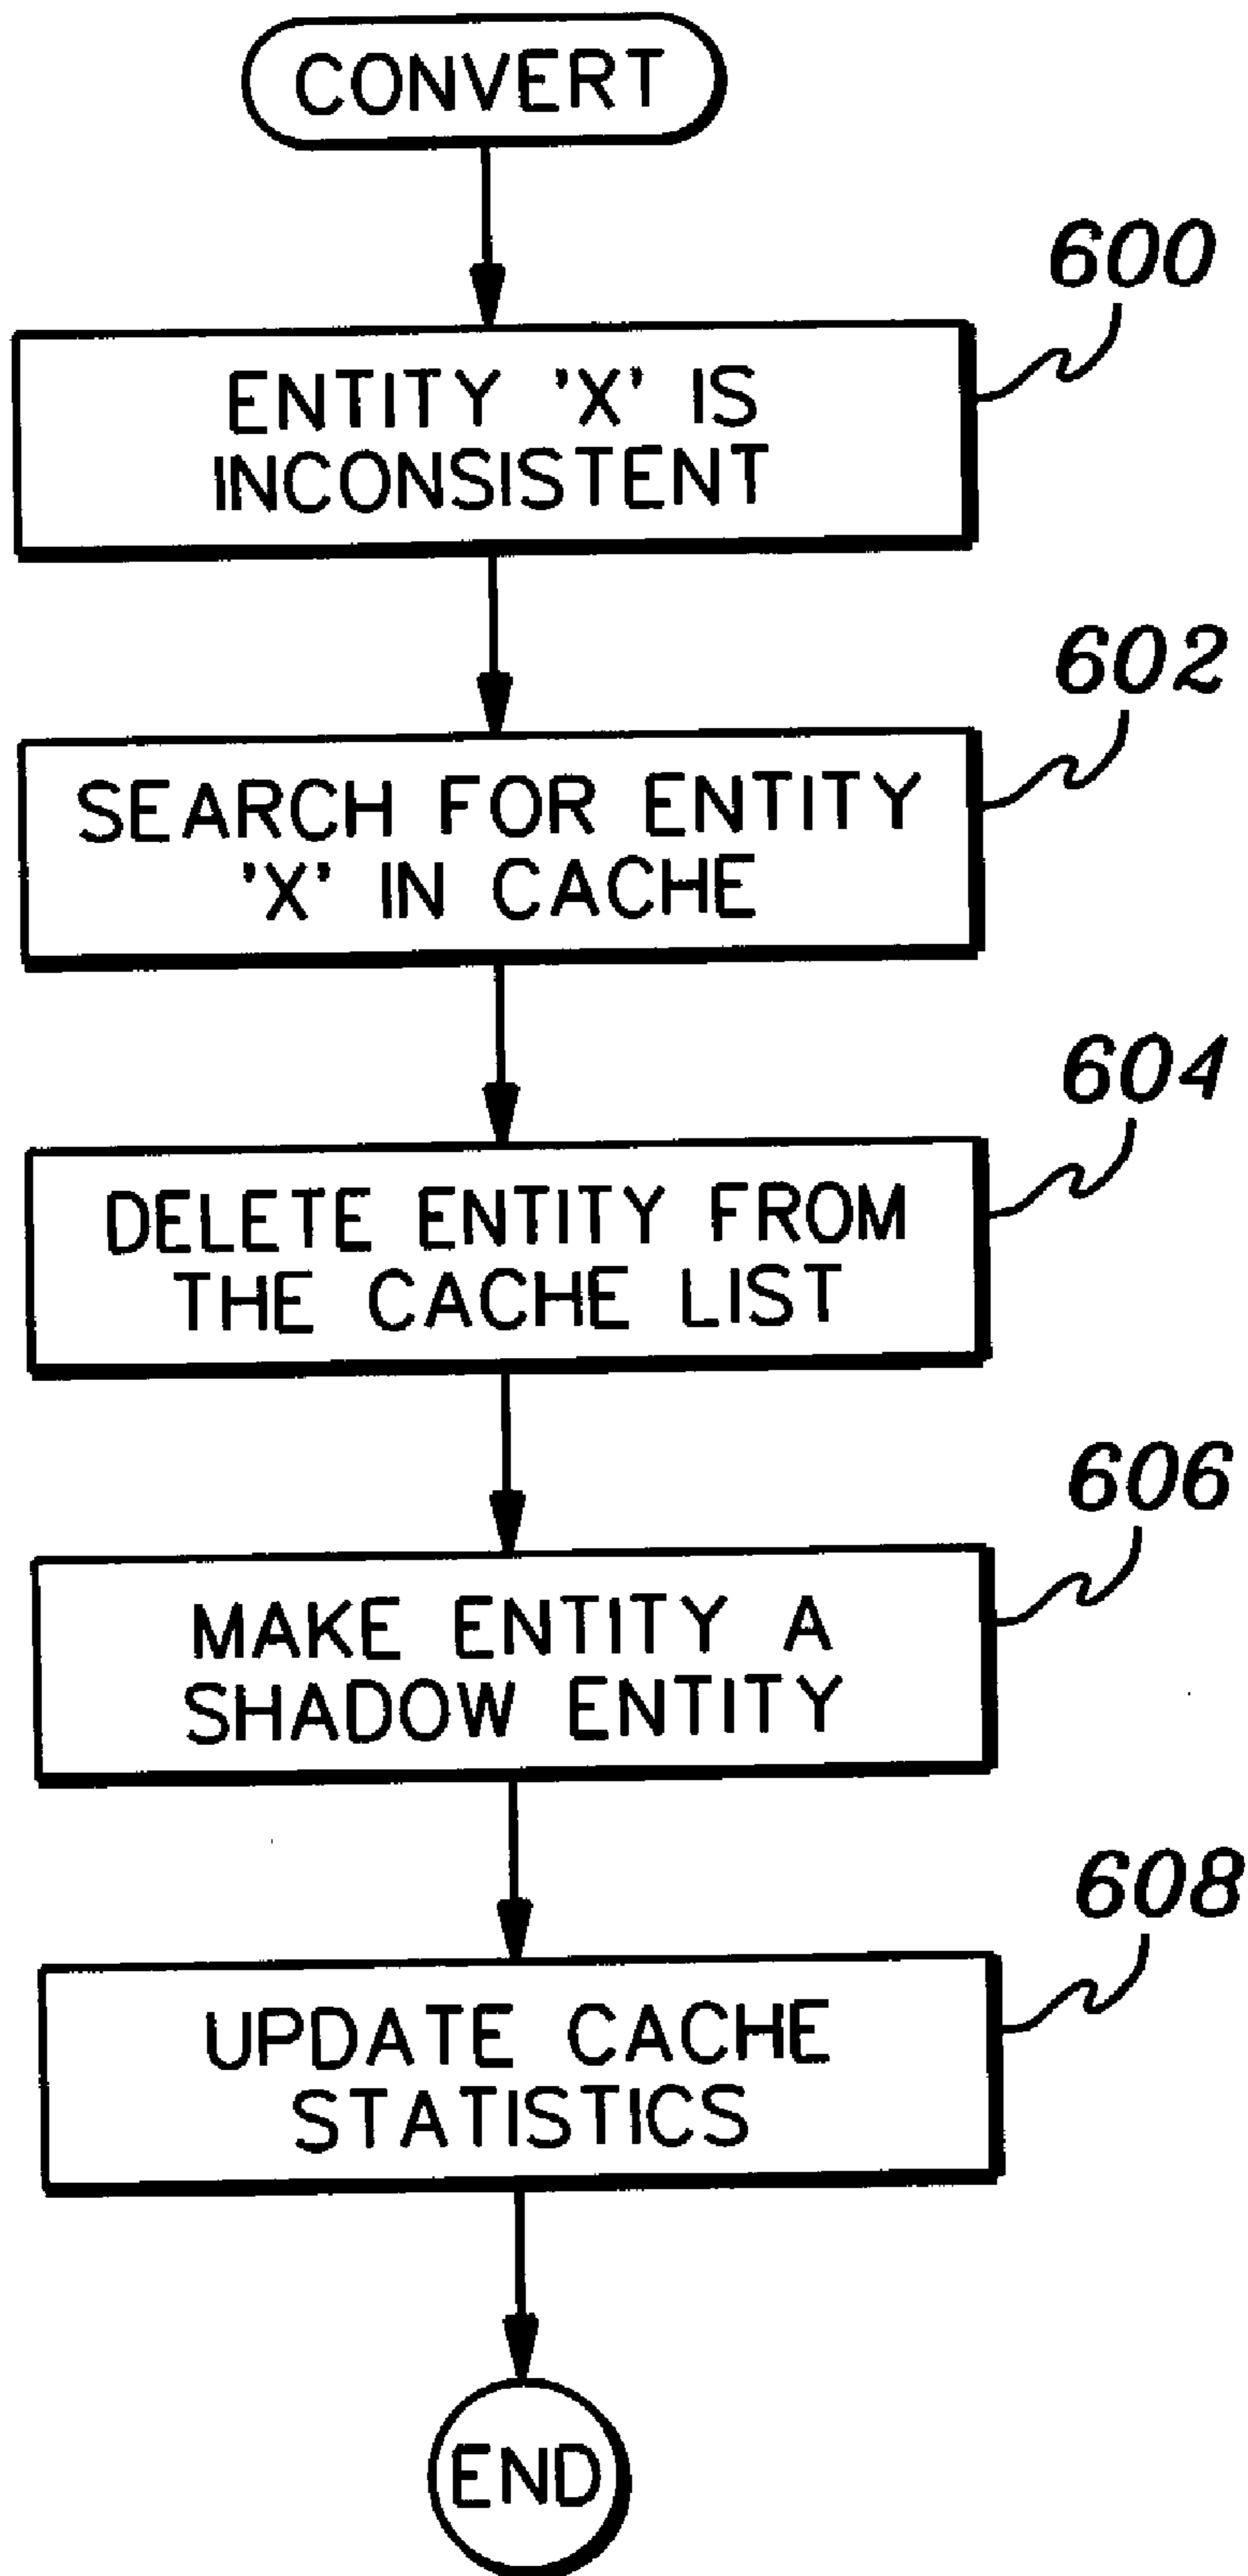 CONVERT
600
ENTITY 'X' IS
INCONSISTENT
602
SEARCH FOR ENTITY
'X' IN CACHE
604
DELETE ENTITY FROM
THE CACHE LIST
606
MAKE ENTITY A
SHADOW ENTITY
608
UPDATE CACHE
STATISTICS
END